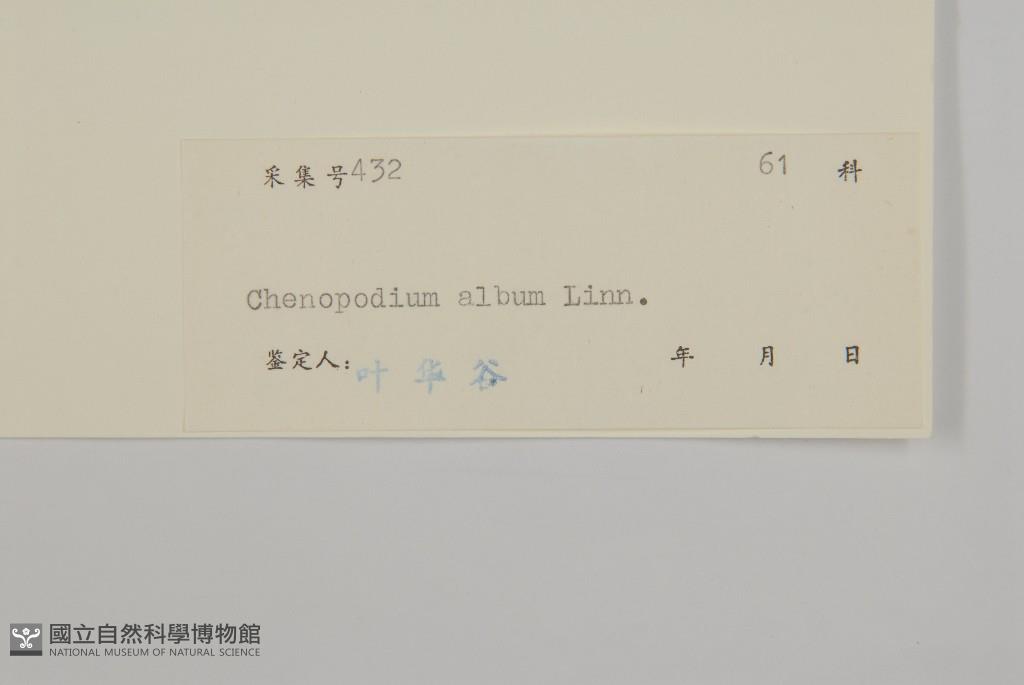 采集号432 61 科
Chenopodium album Linn.
鉴定人: 叶华谷 年 月 日
國立自然科學博物館
NATIONAL MUSEUM OF NATURAL SCIENCE